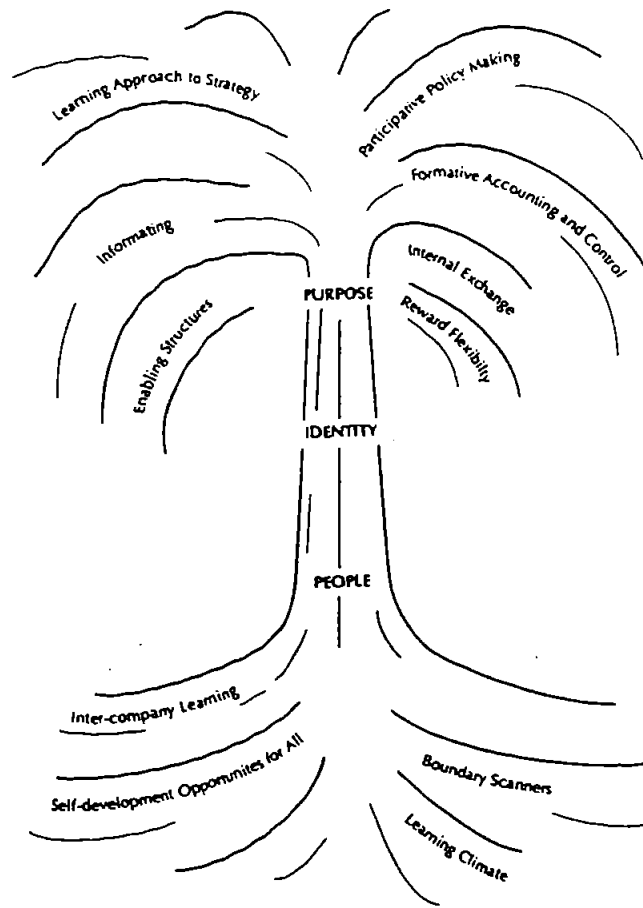 Learning Approach to Strategy
Participative Policy Making
Formative Accounting and Control
Informating
Internal Exchange
PURPOSE
Reward Flexibilty
Enabling Structures
IDENTITY
PEOPLE
Inter-company Learning
Self-development Opportunites for All
Boundary Scanners
Learning Climate